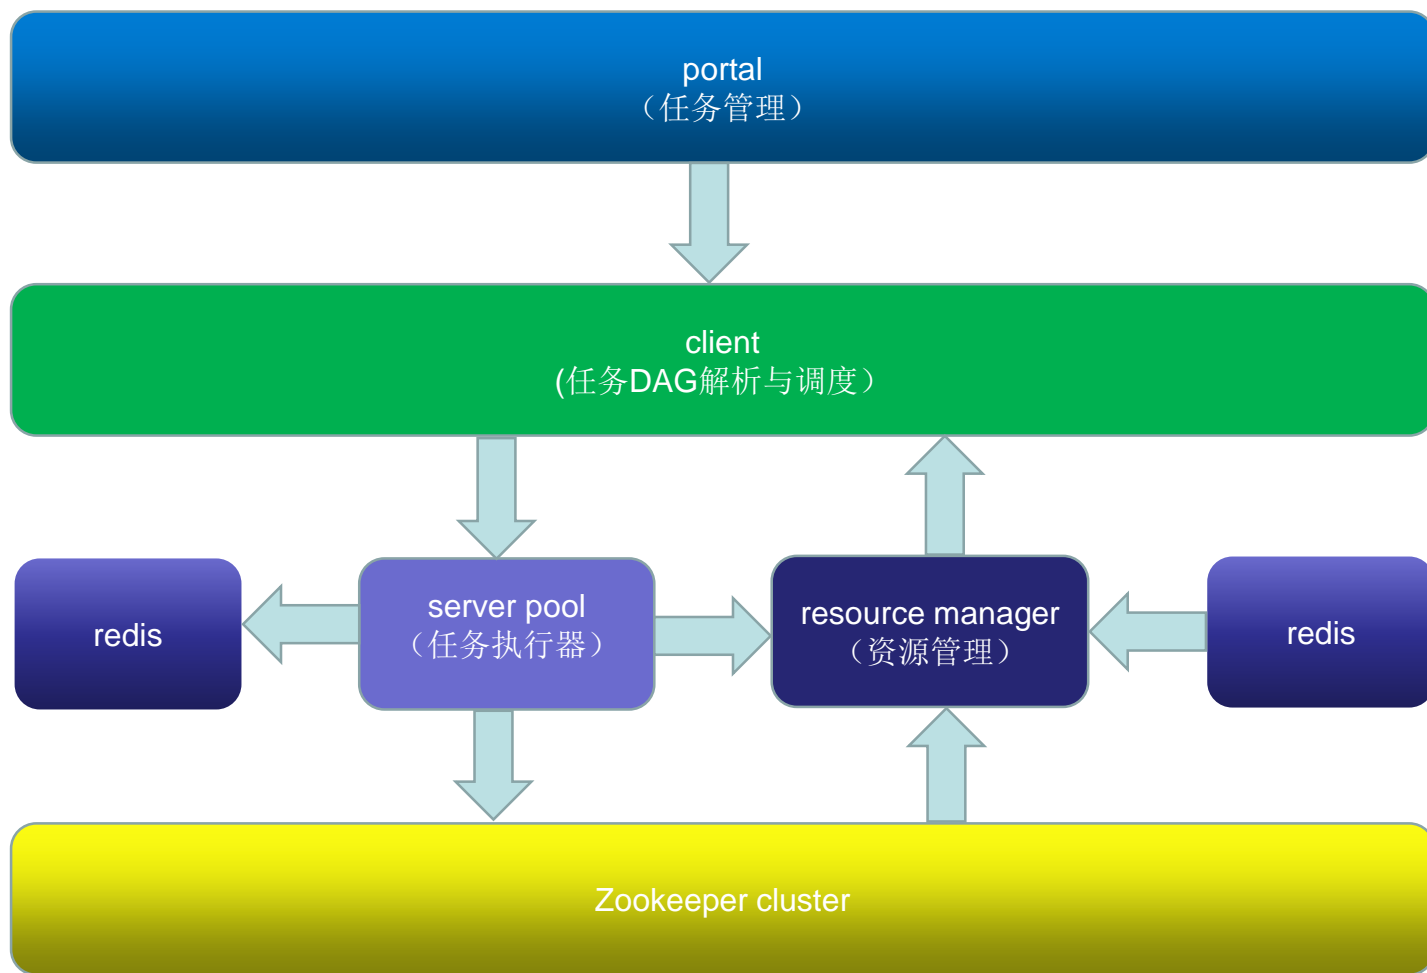 portal
（任务管理）
client
(任务DAG解析与调度）
redis
server pool
（任务执行器）
resource manager
（资源管理）
redis
Zookeeper cluster